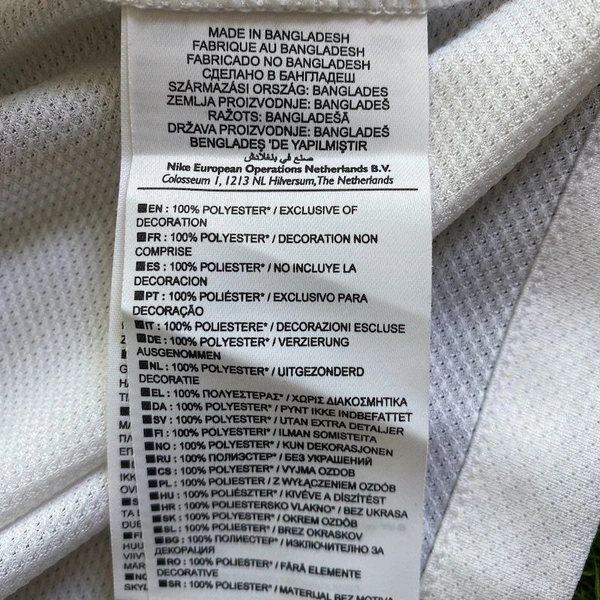 MADE IN BANGLADESH
FABRIQUE AU BANGLADESH
FABRICADO NO BANGLADESH
СДЕЛАНО В БАНГЛАДЕШ
SZÁRMAZÁSI ORSZÁG: BANGLADES
ZEMLJA PROIZVODNJE: BANGLADEŠ
RAŽOTS: BANGLADEŠĀ
DRŽAVA PROIZVODNJE: BANGLADEŠ
BENGLADEŞ 'DE YAPILMIŞTIR
صنع في بنغلادش
Nike European Operations Netherlands B.V.
Colosseum 1, 1213 NL Hilversum, The Netherlands
EN : 100% POLYESTER* / EXCLUSIVE OF
DECORATION
FR : 100% POLYESTER* / DECORATION NON
COMPRISE
ES : 100% POLIESTER* / NO INCLUYE LA
DECORACION
PT : 100% POLIÉSTER* / EXCLUSIVO PARA
DECORAÇÃO
IT : 100% POLIESTERE* / DECORAZIONI ESCLUSE
DE : 100% POLYESTER* / VERZIERUNG
AUSGENOMMEN
NL : 100% POLYESTER* / UITGEZONDERD
DECORATIE
EL : 100% ΠΟΛΥΕΣΤΕΡΑΣ* / ΧΩΡΙΣ ΔΙΑΚΟΣΜΗΤΙΚΑ
DA : 100% POLYESTER* / PYNT IKKE INDBEFATTET
SV : 100% POLYESTER* / UTAN EXTRA DETALJER
FI : 100% POLYESTERIA* / ILMAN SOMISTEITA
NO : 100% POLYESTER* / KUN DEKORASJONEN
RU : 100% ПОЛИЭСТЕР* / БЕЗ УКРАШЕНИЙ
CS : 100% POLYESTER* / VYJMA OZDOB
PL : 100% POLYESTER / Z WYŁĄCZENIEM OZDÓB
HU : 100% POLIÉSZTER* / KIVÉVE A DÍSZÍTÉST
HR : 100% POLIESTERSKO VLAKNO* / BEZ UKRASA
SK : 100% POLYESTER* / OKREM OZDÔB
SL : 100% POLIESTER* / BREZ OKRASKOV
BG : 100% ПОЛИЕСТЕР* / ИЗКЛЮЧИТЕЛНО ЗА
ДЕКОРАЦИЯ
RO : 100% POLIESTER* / FĂRĂ ELEMENTE
DECORATIVE
SR : 100% POLIESTER* / MATERIJAL BEZ